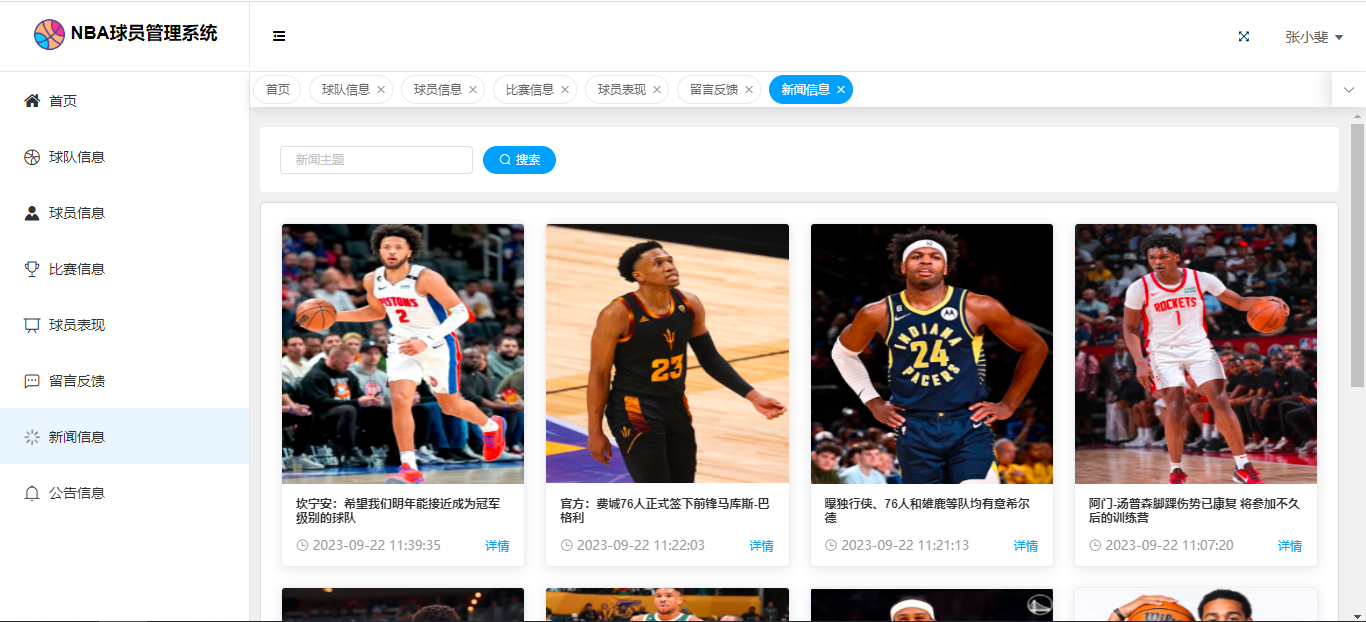 NBA球员管理系统
张小斐
首页
球队信息
球员信息
比赛信息
球员表现
留言反馈
新闻信息
首页
球队信息
球员信息
比赛信息
球员表现
留言反馈
新闻信息
公告信息
新闻主题
搜索
PISTONS
2
23
6
INDIANA
24
PACERS
ROCKETS
1
坎宁安：希望我们明年能接近成为冠军
级别的球队
2023-09-22 11:39:35 详情
官方：费城76人正式签下前锋马库斯-巴
格利
2023-09-22 11:22:03 详情
曝独行侠、76人和雄鹿等队均有意希尔
德
2023-09-22 11:21:13 详情
阿门-汤普森脚踝伤势已康复 将参加不久
后的训练营
2023-09-22 11:07:20 详情